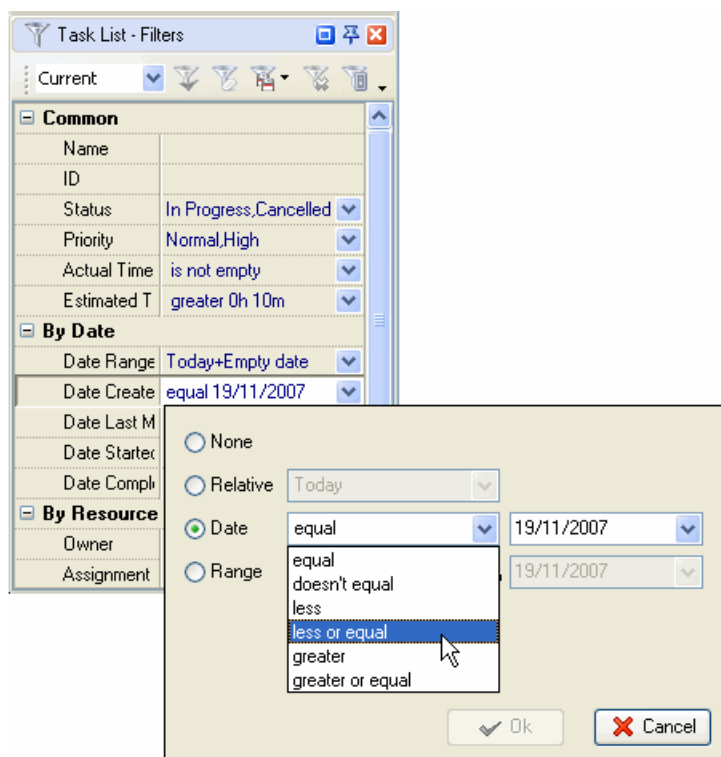 Task List - Filters
Current
Common
Name
ID
Status In Progress,Cancelled
Priority Normal,High
Actual Time is not empty
Estimated T greater 0h 10m
By Date
Date Range Today+Empty date
Date Create equal 19/11/2007
Date Last M
Date Started
Date Compl
By Resource
Owner
Assignment
None
Relative Today
Date equal 19/11/2007
Range 19/11/2007
equal
doesn't equal
less
less or equal
greater
greater or equal
Ok Cancel